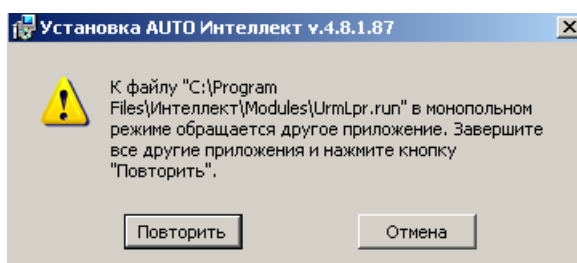 Установка AUTO Интеллект v.4.8.1.87
К файлу "C:\Program
Files\Интеллект\Modules\UrmLpr.run" в монопольном
режиме обращается другое приложение. Завершите
все другие приложения и нажмите кнопку
"Повторить".
Повторить
Отмена